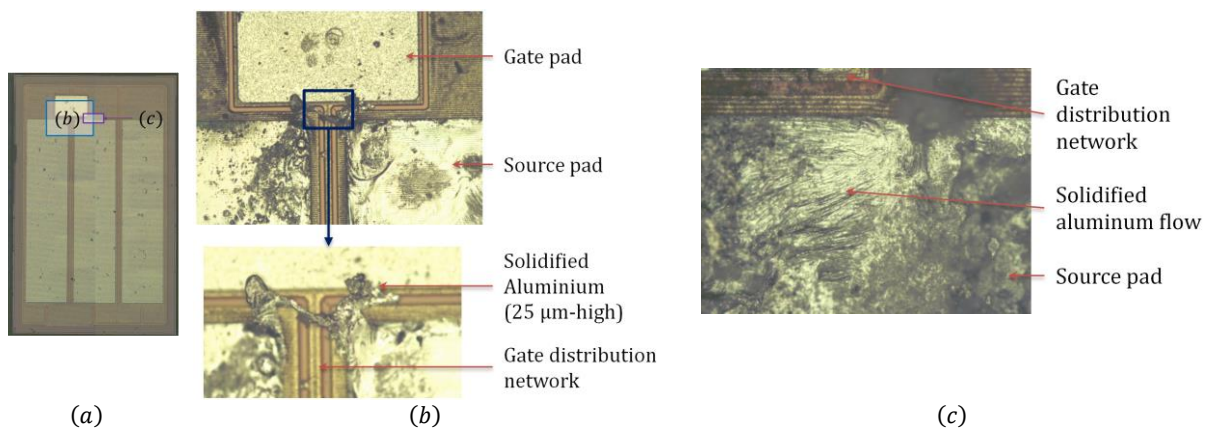 (b)
(c)
Gate pad
Source pad
Solidified
Aluminium
(25 μm-high)
Gate distribution
network
Gate
distribution
network
Solidified
aluminum flow
Source pad
(a)
(b)
(c)